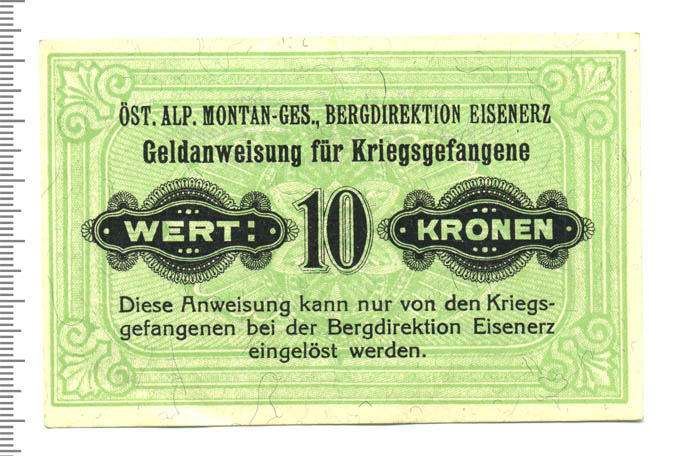 ÖST. ALP. MONTAN-GES., BERGDIREKTION EISENERZ
Geldanweisung für Kriegsgefangene
WERT: 10 KRONEN
Diese Anweisung kann nur von den Kriegs-
gefangenen bei der Bergdirektion Eisenerz
eingelöst werden.